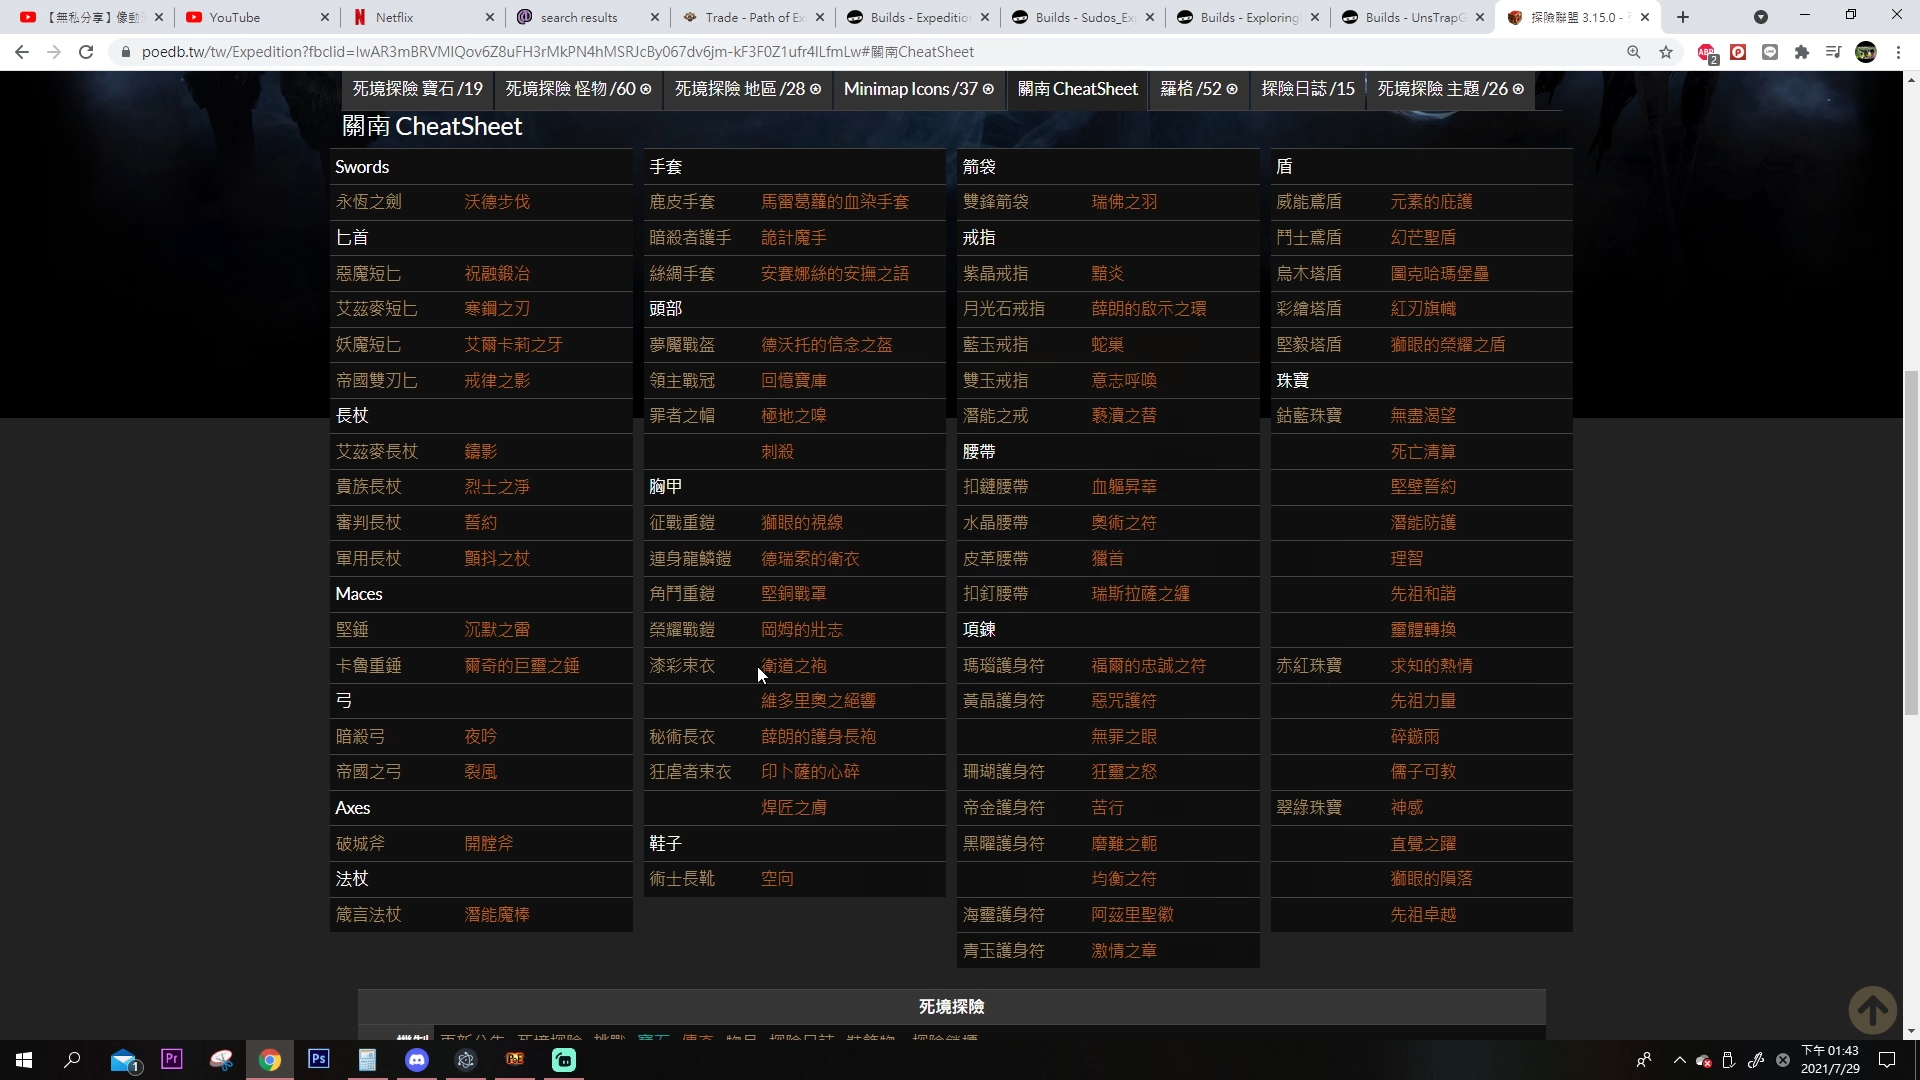 【無私分享】像動
YouTube
Netflix
search results
Trade - Path of Ex
Builds - Expeditio
Builds - Sudos_Ex
Builds - Exploring
Builds - UnsTrapG
探險聯盟 3.15.0 -
poedb.tw/tw/Expedition?fbclid=IwAR3mBRVMIQov6Z8uFH3rMkPN4hMSRJcBy067dv6jm-kF3F0Z1ufr4ILfmLw#關南CheatSheet
死境探險 寶石 /19
死境探險 怪物 /60
死境探險 地區 /28
Minimap Icons /37
關南 CheatSheet
羅格 /52
探險日誌 /15
死境探險 主題 /26
關南 CheatSheet
Swords
永恆之劍 沃德步伐
匕首
惡魔短匕 祝融鍛冶
艾茲麥短匕 寒鋼之刃
妖魔短匕 艾爾卡莉之牙
帝國雙刃匕 戒律之影
長杖
艾茲麥長杖 鑄影
貴族長杖 烈士之淨
審判長杖 誓約
軍用長杖 顫抖之杖
Maces
堅錘 沉默之雷
卡魯重錘 爾奇的巨靈之錘
弓
暗殺弓 夜吟
帝國之弓 裂風
Axes
破城斧 開膛斧
法杖
箴言法杖 潛能魔棒
手套
鹿皮手套 馬雷葛蘿的血染手套
暗殺者護手 詭計魔手
絲綢手套 安賽娜絲的安撫之語
頭部
夢魘戰盔 德沃托的信念之盔
領主戰冠 回憶寶庫
罪者之帽 極地之嗥
刺殺
胸甲
征戰重鎧 獅眼的視線
連身龍鱗鎧 德瑞索的衛衣
角鬥重鎧 堅銅戰罩
榮耀戰鎧 岡姆的壯志
漆彩束衣 衛道之袍
維多里奧之絕響
秘術長衣 薛朗的護身長袍
狂虐者束衣 印卜薩的心碎
焊匠之膚
鞋子
術士長靴 空向
箭袋
雙鋒箭袋 瑞佛之羽
戒指
紫晶戒指 黯炎
月光石戒指 薛朗的啟示之環
藍玉戒指 蛇巢
雙玉戒指 意志呼喚
潛能之戒 褻瀆之替
腰帶
扣鏈腰帶 血軀昇華
水晶腰帶 奧術之符
皮革腰帶 獵首
扣釘腰帶 瑞斯拉薩之纏
項鍊
瑪瑙護身符 福爾的忠誠之符
黃晶護身符 惡咒護符
無罪之眼
珊瑚護身符 狂靈之怒
帝金護身符 苦行
黑曜護身符 磨難之軛
均衡之符
海靈護身符 阿茲里聖徽
青玉護身符 激情之章
盾
威能鳶盾 元素的庇護
鬥士鳶盾 幻芒聖盾
烏木塔盾 圖克哈瑪堡壘
彩繪塔盾 紅刃旗幟
堅毅塔盾 獅眼的榮耀之盾
珠寶
鈷藍珠寶 無盡渴望
死亡清算
堅壁誓約
潛能防護
理智
先祖和諧
靈體轉換
赤紅珠寶 求知的熱情
先祖力量
碎鏃雨
儒子可教
翠綠珠寶 神感
直覺之躍
獅眼的隕落
先祖卓越
死境探險
下午 01:43
2021/7/29